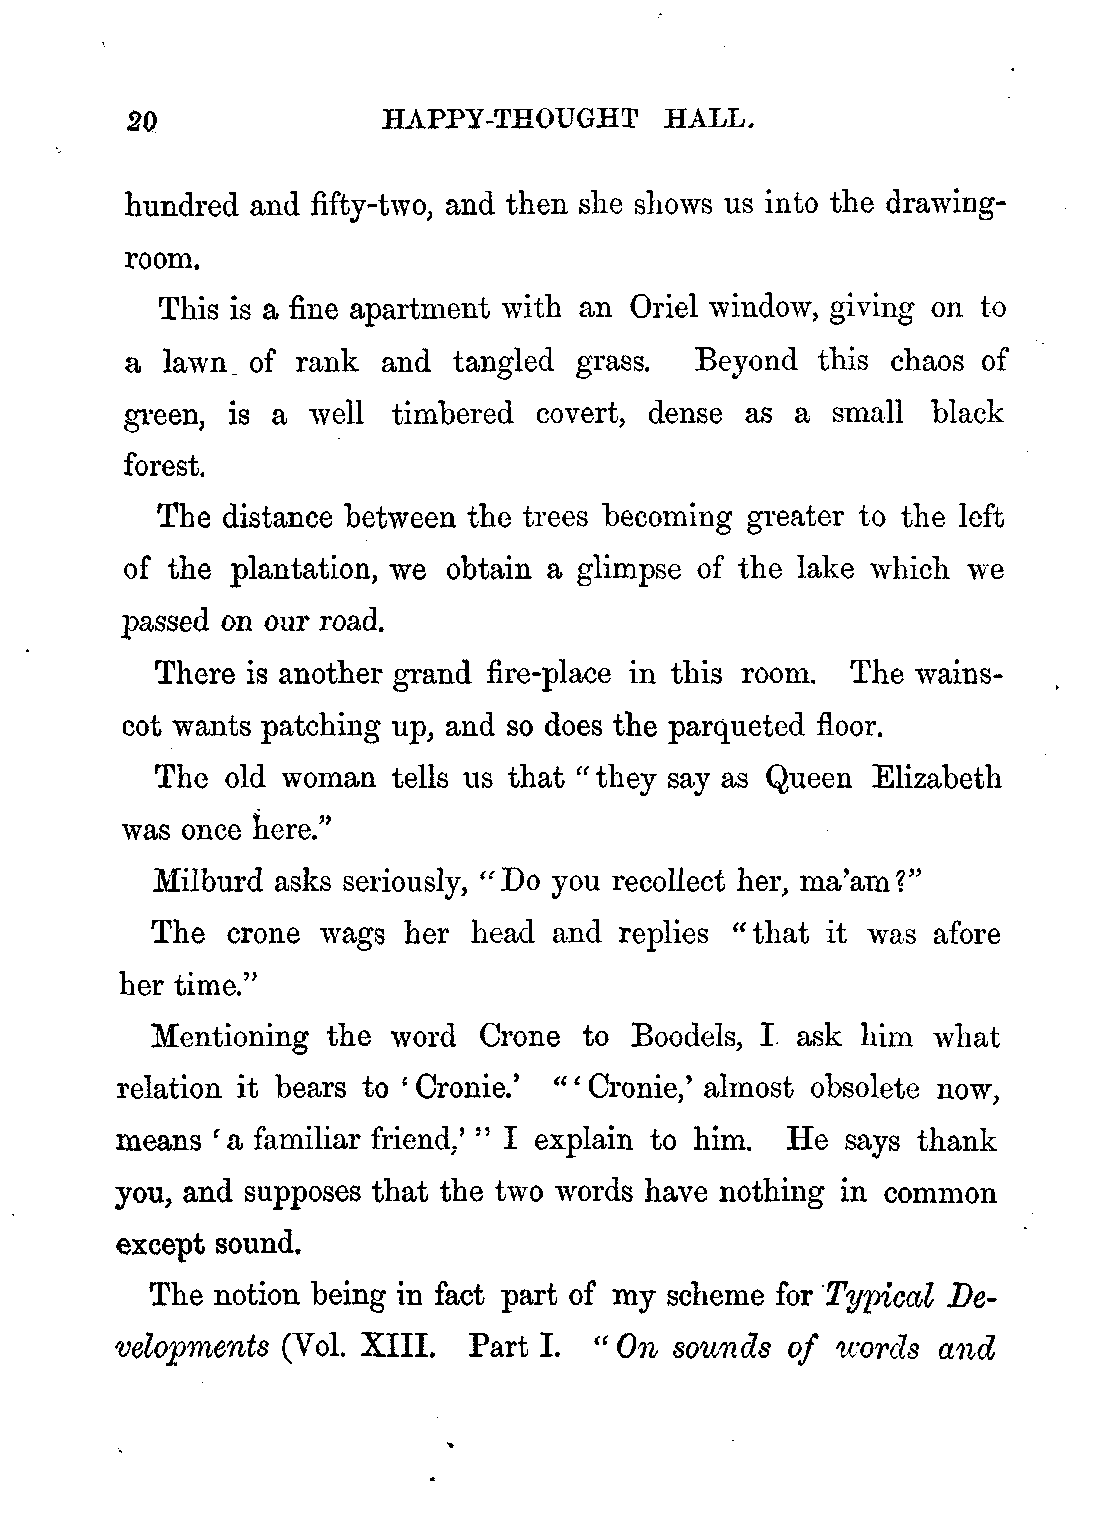 20 HAPPY-THOUGHT HALL.
hundred and fifty-two, and then she shows us into the drawing-
room.
This is a fine apartment with an Oriel window, giving on to
a lawn of rank and tangled grass. Beyond this chaos of
green, is a well timbered covert, dense as a small black
forest.
The distance between the trees becoming greater to the left
of the plantation, we obtain a glimpse of the lake which we
passed on our road.
There is another grand fire-place in this room. The wains-
cot wants patching up, and so does the parqueted floor.
The old woman tells us that "they say as Queen Elizabeth
was once here."
Milburd asks seriously, "Do you recollect her, ma'am?"
The crone wags her head and replies "that it was afore
her time."
Mentioning the word Crone to Boodels, I ask him what
relation it bears to 'Cronie.' "'Cronie,' almost obsolete now,
means 'a familiar friend,'" I explain to him. He says thank
you, and supposes that the two words have nothing in common
except sound.
The notion being in fact part of my scheme for Typical De-
velopments (Vol. XIII. Part I. "On sounds of words and